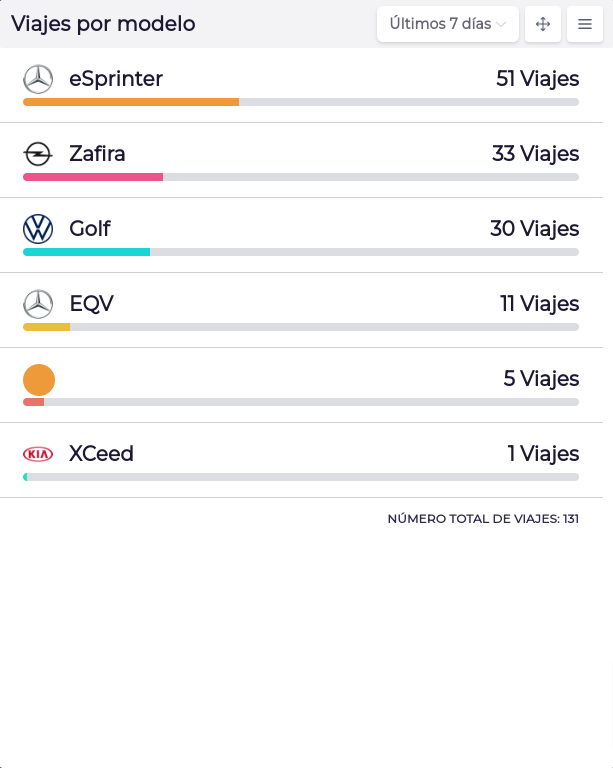 Viajes por modelo
Últimos 7 días
eSprinter 51 Viajes
Zafira 33 Viajes
Golf 30 Viajes
EQV 11 Viajes
5 Viajes
KIA XCeed 1 Viajes
NÚMERO TOTAL DE VIAJES: 131